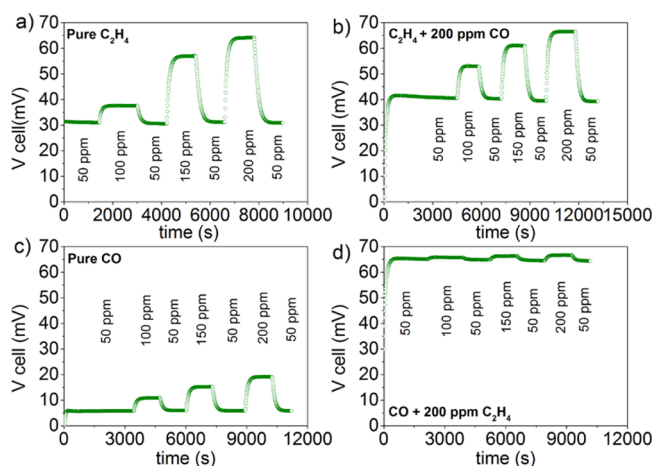 a) Pure C₂H₄
V cell(mV)
70
60
50
40
30
20
10
0
50 ppm
100 ppm
50 ppm
150 ppm
50 ppm
200 ppm
50 ppm
0 2000 4000 6000 8000 10000
time (s)
b) C₂H₄ + 200 ppm CO
V cell (mV)
70
60
50
40
30
20
10
0
50 ppm
100 ppm
50 ppm
150 ppm
50 ppm
200 ppm
50 ppm
0 3000 6000 9000 12000 15000
time (s)
c) Pure CO
V cell (mV)
70
60
50
40
30
20
10
0
50 ppm
100 ppm
50 ppm
150 ppm
50 ppm
200 ppm
50 ppm
0 3000 6000 9000 12000
time (s)
d)
V cell (mV)
70
60
50
40
30
20
10
0
50 ppm
100 ppm
50 ppm
150 ppm
50 ppm
200 ppm
50 ppm
CO + 200 ppm C₂H₄
0 2000 4000 6000 8000 10000 12000
time (s)